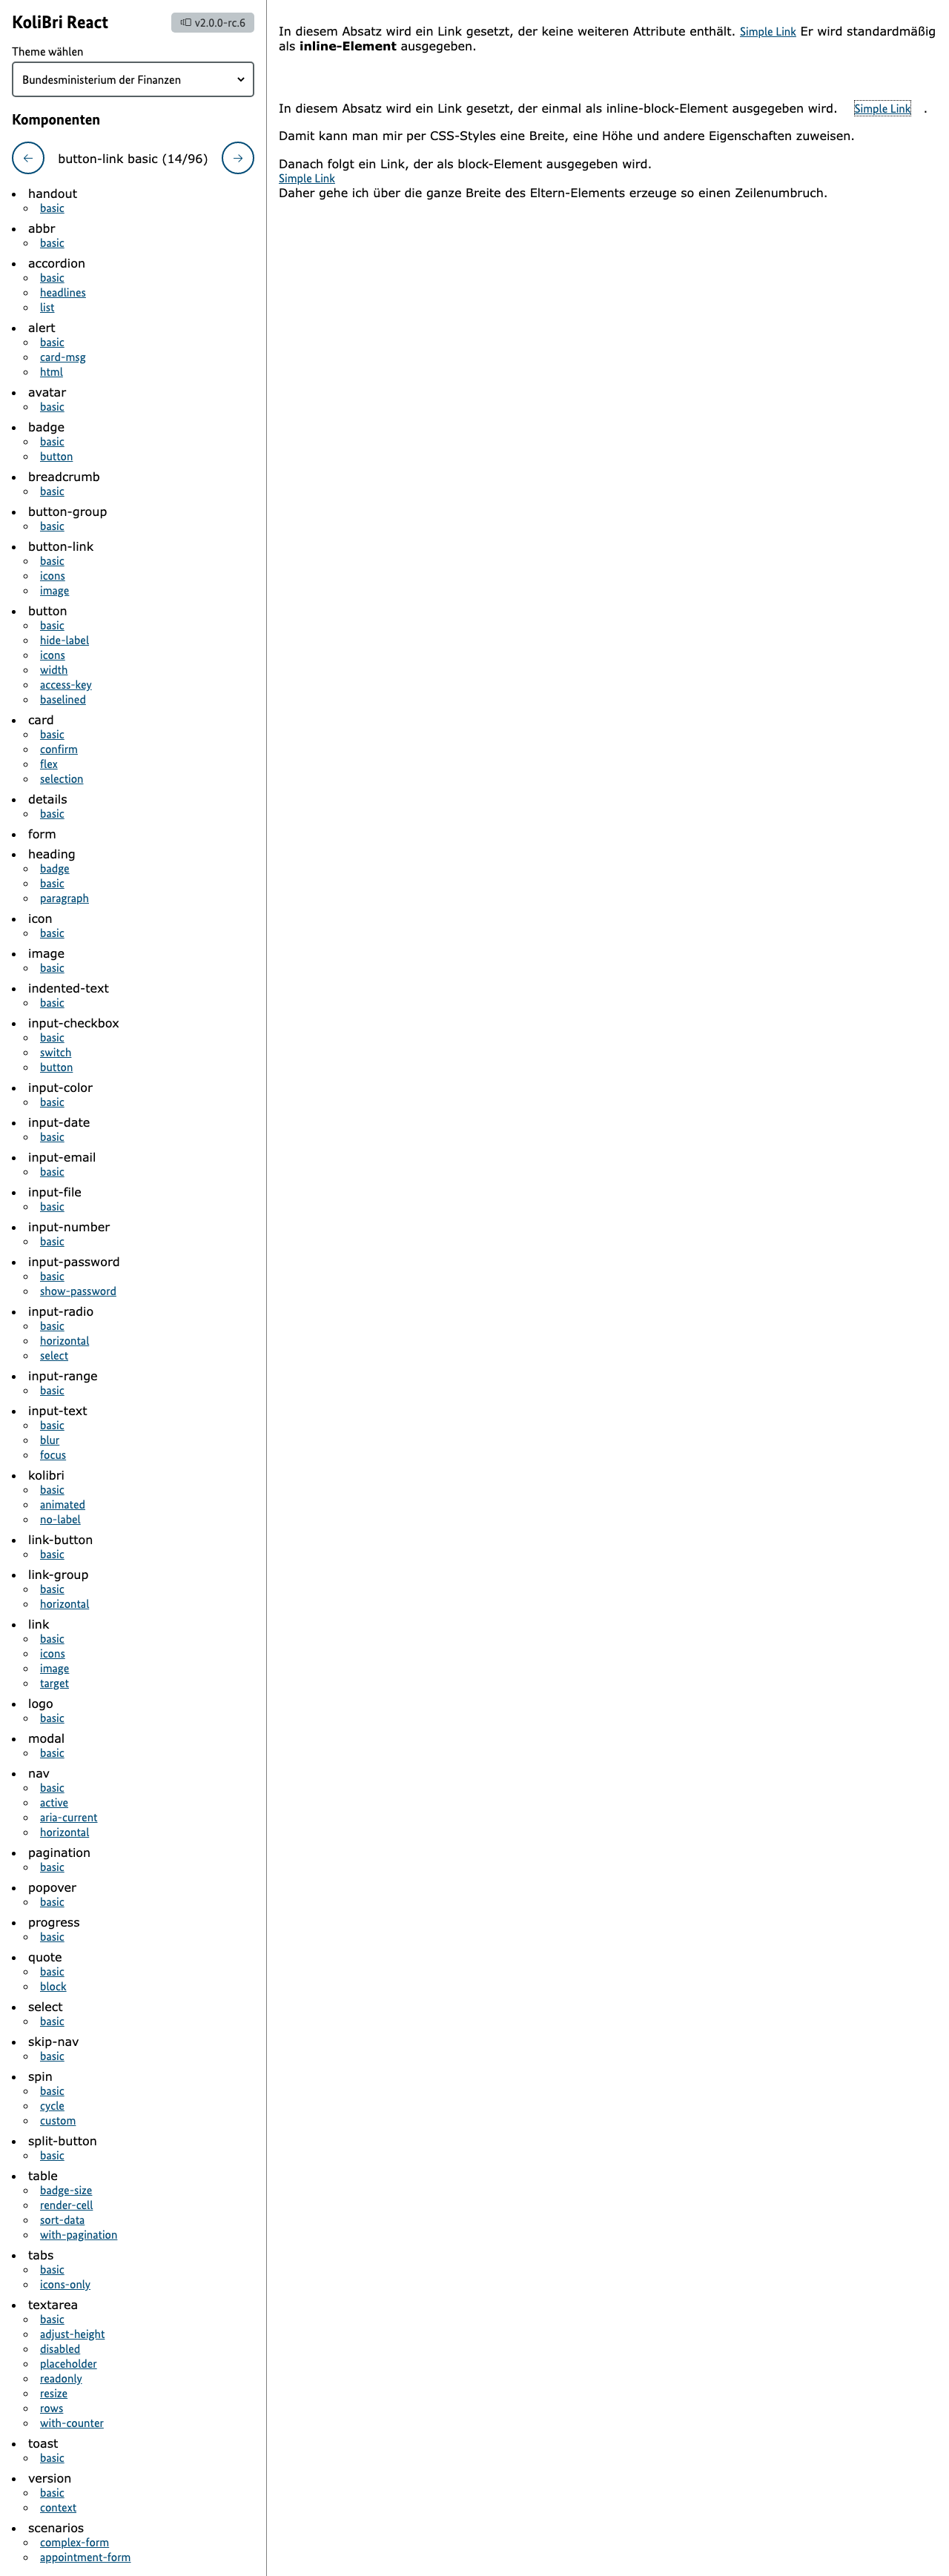 KoliBri React
v2.0.0-rc.6
Theme wählen
Bundesministerium der Finanzen
Komponenten
button-link basic (14/96)
handout
basic
abbr
basic
accordion
basic
headlines
list
alert
basic
card-msg
html
avatar
basic
badge
basic
button
breadcrumb
basic
button-group
basic
button-link
basic
icons
image
button
basic
hide-label
icons
width
access-key
baselined
card
basic
confirm
flex
selection
details
basic
form
heading
badge
basic
paragraph
icon
basic
image
basic
indented-text
basic
input-checkbox
basic
switch
button
input-color
basic
input-date
basic
input-email
basic
input-file
basic
input-number
basic
input-password
basic
show-password
input-radio
basic
horizontal
select
input-range
basic
input-text
basic
blur
focus
kolibri
basic
animated
no-label
link-button
basic
link-group
basic
horizontal
link
basic
icons
image
target
logo
basic
modal
basic
nav
basic
active
aria-current
horizontal
pagination
basic
popover
basic
progress
basic
quote
basic
block
select
basic
skip-nav
basic
spin
basic
cycle
custom
split-button
basic
table
badge-size
render-cell
sort-data
with-pagination
tabs
basic
icons-only
textarea
basic
adjust-height
disabled
placeholder
readonly
resize
rows
with-counter
toast
basic
version
basic
context
scenarios
complex-form
appointment-form
In diesem Absatz wird ein Link gesetzt, der keine weiteren Attribute enthält. Simple Link Er wird standardmäßig
als inline-Element ausgegeben.
In diesem Absatz wird ein Link gesetzt, der einmal als inline-block-Element ausgegeben wird. Simple Link .
Damit kann man mir per CSS-Styles eine Breite, eine Höhe und andere Eigenschaften zuweisen.
Danach folgt ein Link, der als block-Element ausgegeben wird.
Simple Link
Daher gehe ich über die ganze Breite des Eltern-Elements erzeuge so einen Zeilenumbruch.